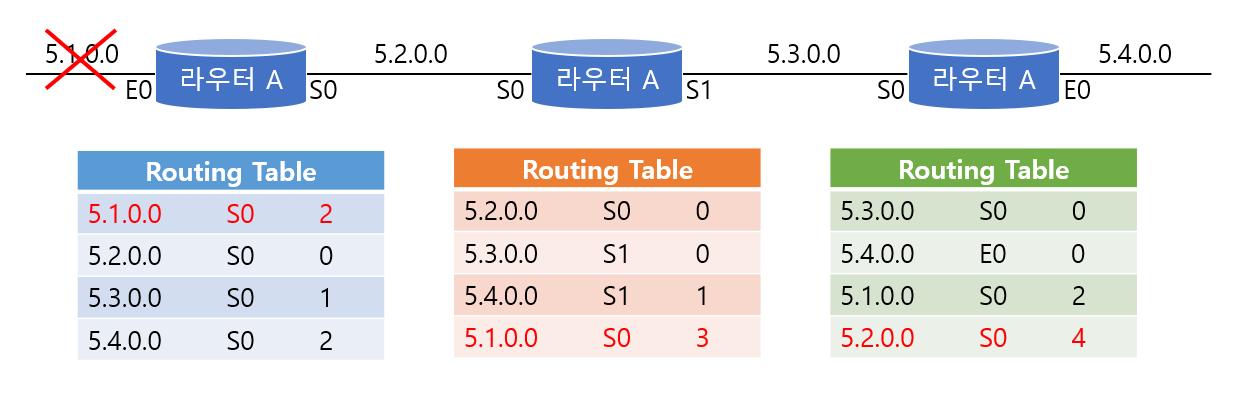 5.1.0.0 라우터 A 5.2.0.0 라우터 A 5.3.0.0 라우터 A 5.4.0.0
E0 S0 S0 S1 S0 E0
Routing Table
5.1.0.0 S0 2
5.2.0.0 S0 0
5.3.0.0 S0 1
5.4.0.0 S0 2
Routing Table
5.2.0.0 S0 0
5.3.0.0 S1 0
5.4.0.0 S1 1
5.1.0.0 S0 3
Routing Table
5.3.0.0 S0 0
5.4.0.0 E0 0
5.1.0.0 S0 2
5.2.0.0 S0 4